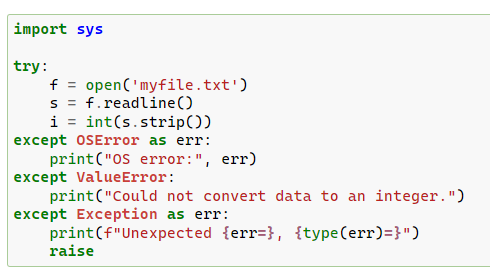 import sys

try:
    f = open('myfile.txt')
    s = f.readline()
    i = int(s.strip())
except OSError as err:
    print("OS error:", err)
except ValueError:
    print("Could not convert data to an integer.")
except Exception as err:
    print(f"Unexpected {err=}, {type(err)=}")
    raise